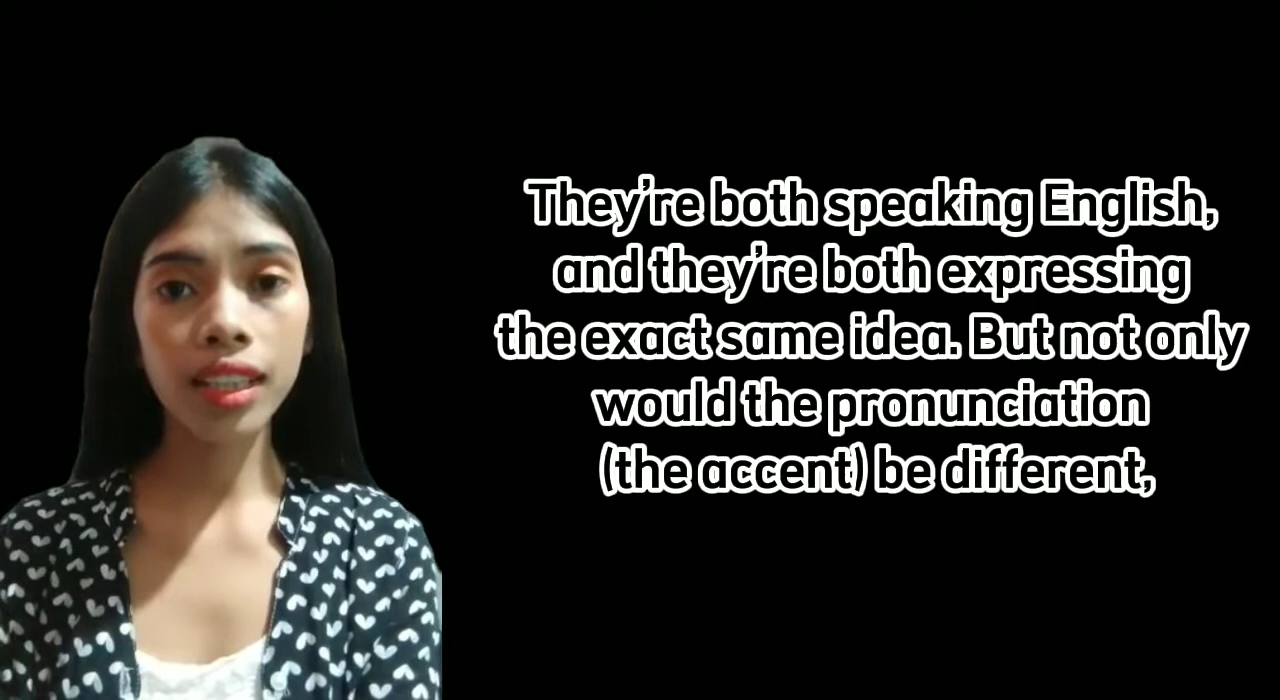 They're both speaking English,
and they're both expressing
the exact same idea. But not only
would the pronunciation
(the accent) be different,